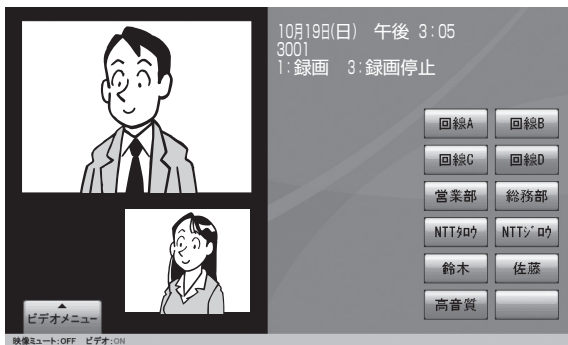 10月19日(日) 午後 3:05
3001
1:録画 3:録画停止
回線A 回線B
回線C 回線D
営業部 総務部
NTTﾀﾛｳ NTTｼﾞﾛｳ
鈴木 佐藤
高音質
ビデオメニュー
映像ミュート:OFF ビデオ:ON